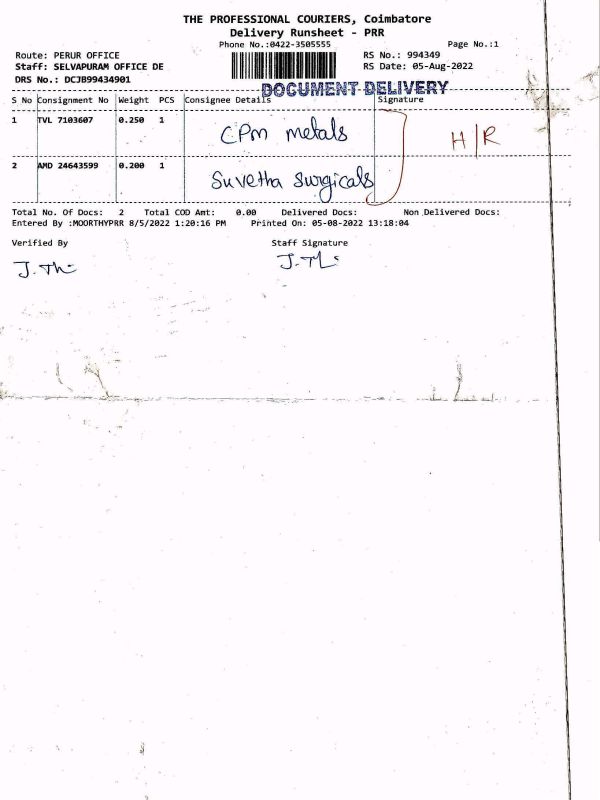 THE PROFESSIONAL COURIERS, Coimbatore
Delivery Runsheet - PRR
Phone No.:0422-3505555 Page No.:1
Route: PERUR OFFICE RS No.: 994349
Staff: SELVAPURAM OFFICE DE RS Date: 05-Aug-2022
DRS No.: DCJB99434901
DOCUMENT DELIVERY
S No Consignment No Weight PCS Consignee Details Signature
1 TVL 7103607 0.250 1 CPM metals H/R
2 AMD 24643599 0.200 1 Suvetha surgicals
Total No. Of Docs: 2 Total COD Amt: 0.00 Delivered Docs: Non Delivered Docs:
Entered By :MOORTHYPRR 8/5/2022 1:20:16 PM Printed On: 05-08-2022 13:18:04
Verified By Staff Signature